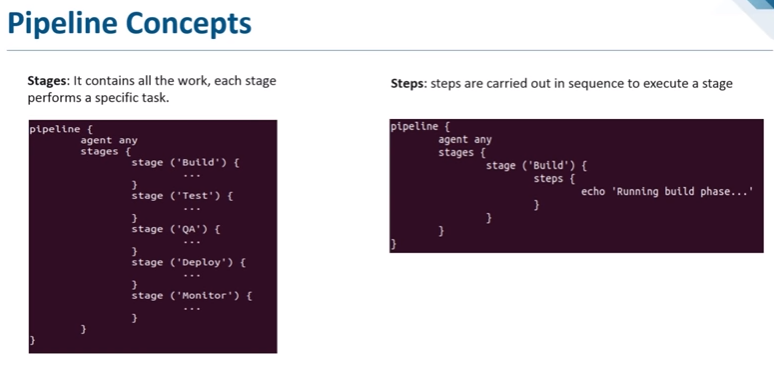 Pipeline Concepts
Stages: It contains all the work, each stage
performs a specific task.
pipeline {
agent any
stages {
stage ('Build') {
...
}
stage ('Test') {
...
}
stage ('QA') {
...
}
stage ('Deploy') {
...
}
stage ('Monitor') {
...
}
}
}
Steps: steps are carried out in sequence to execute a stage
pipeline {
agent any
stages {
stage ('Build') {
steps {
echo 'Running build phase...'
}
}
}
}